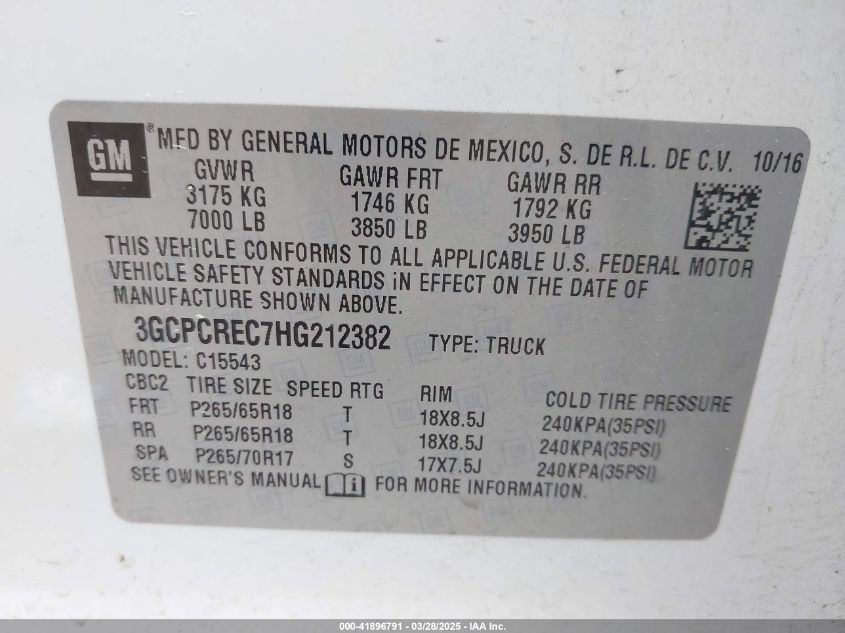 GM ® MFD BY GENERAL MOTORS DE MEXICO, S. DE R.L. DE C.V. 10/16
GVWR GAWR FRT GAWR RR
3175 KG 1746 KG 1792 KG
7000 LB 3850 LB 3950 LB
THIS VEHICLE CONFORMS TO ALL APPLICABLE U.S. FEDERAL MOTOR
VEHICLE SAFETY STANDARDS iN EFFECT ON THE DATE OF
MANUFACTURE SHOWN ABOVE.
3GCPCREC7HG212382 TYPE: TRUCK
MODEL: C15543
CBC2 TIRE SIZE SPEED RTG RIM COLD TIRE PRESSURE
FRT P265/65R18 T 18X8.5J 240KPA(35PSI)
RR P265/65R18 T 18X8.5J 240KPA(35PSI)
SPA P265/70R17 S 17X7.5J 240KPA(35PSI)
SEE OWNER'S MANUAL i FOR MORE INFORMATION.
000-41896791 - 03/28/2025 - IAA Inc.